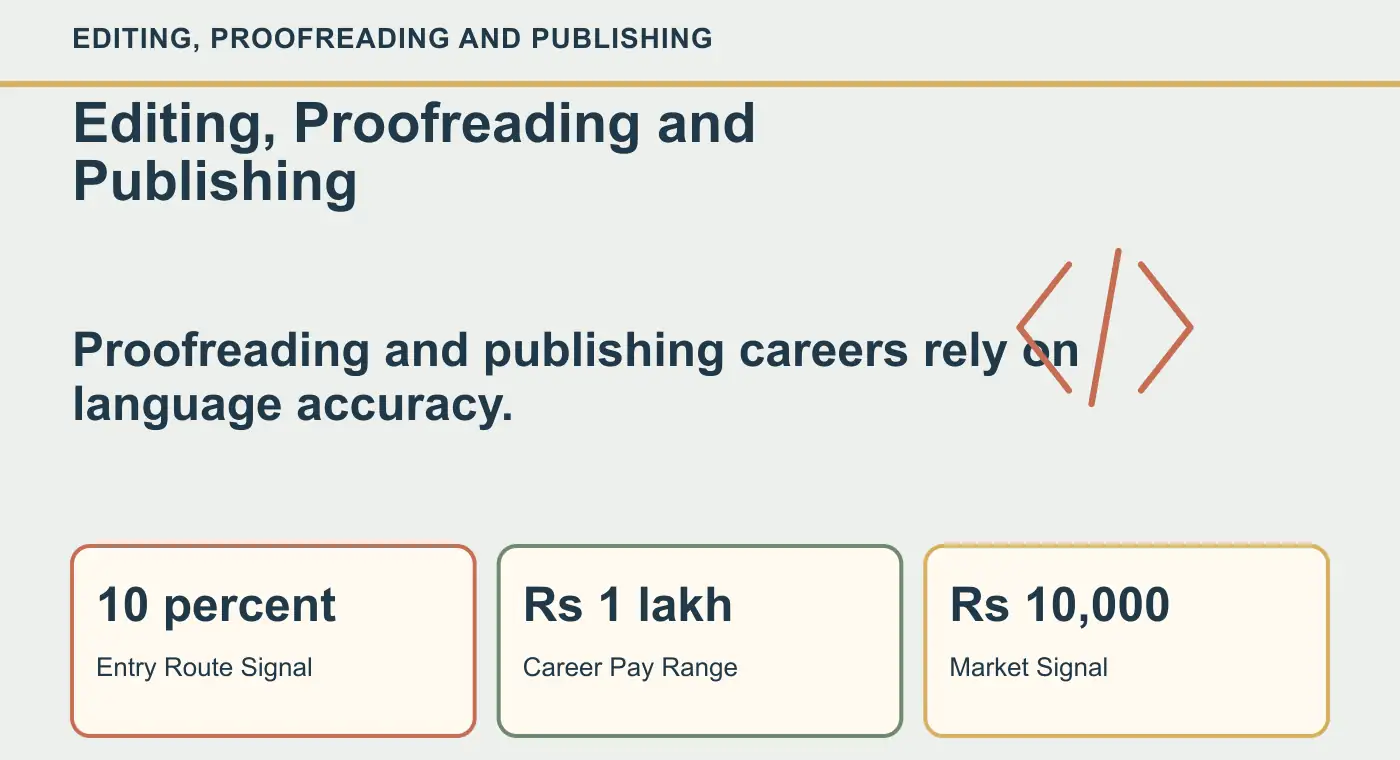 EDITING, PROOFREADING AND PUBLISHING
Editing, Proofreading and
Publishing
Proofreading and publishing careers rely on
language accuracy.
10 percent
Entry Route Signal
Rs 1 lakh
Career Pay Range
Rs 10,000
Market Signal